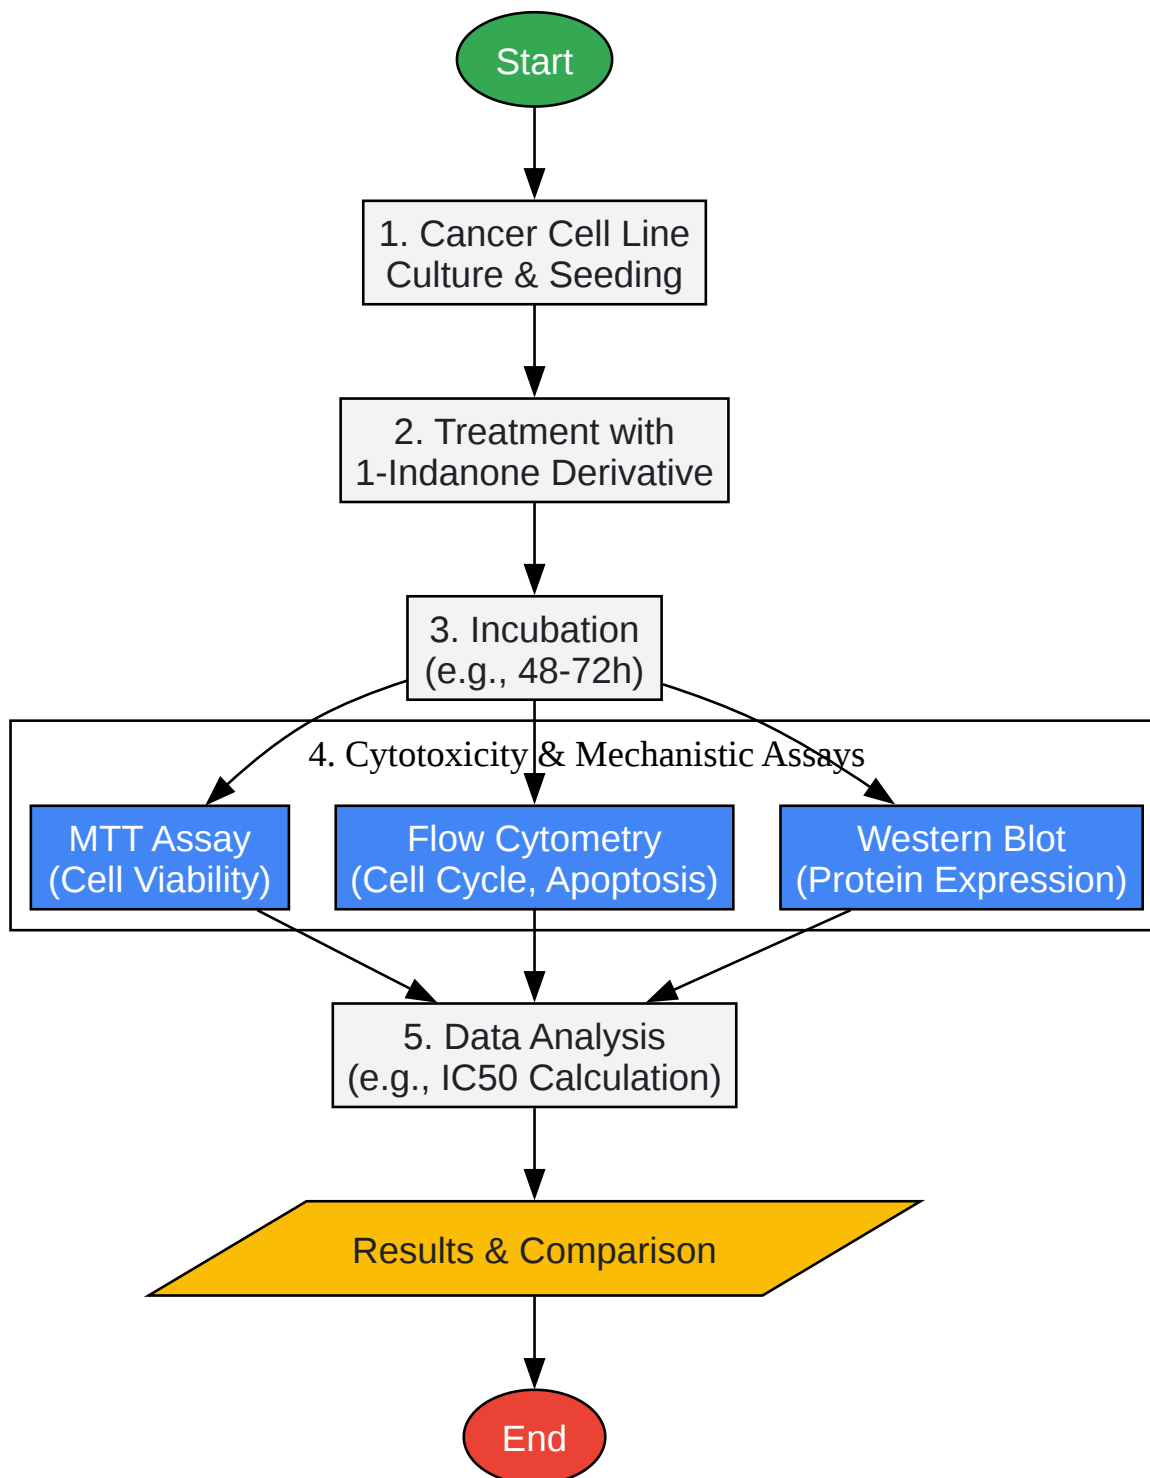 Start
1. Cancer Cell Line
Culture & Seeding
2. Treatment with
1-Indanone Derivative
3. Incubation
(e.g., 48-72h)
4. Cytotoxicity & Mechanistic Assays
MTT Assay
(Cell Viability)
Flow Cytometry
(Cell Cycle, Apoptosis)
Western Blot
(Protein Expression)
5. Data Analysis
(e.g., IC50 Calculation)
Results & Comparison
End